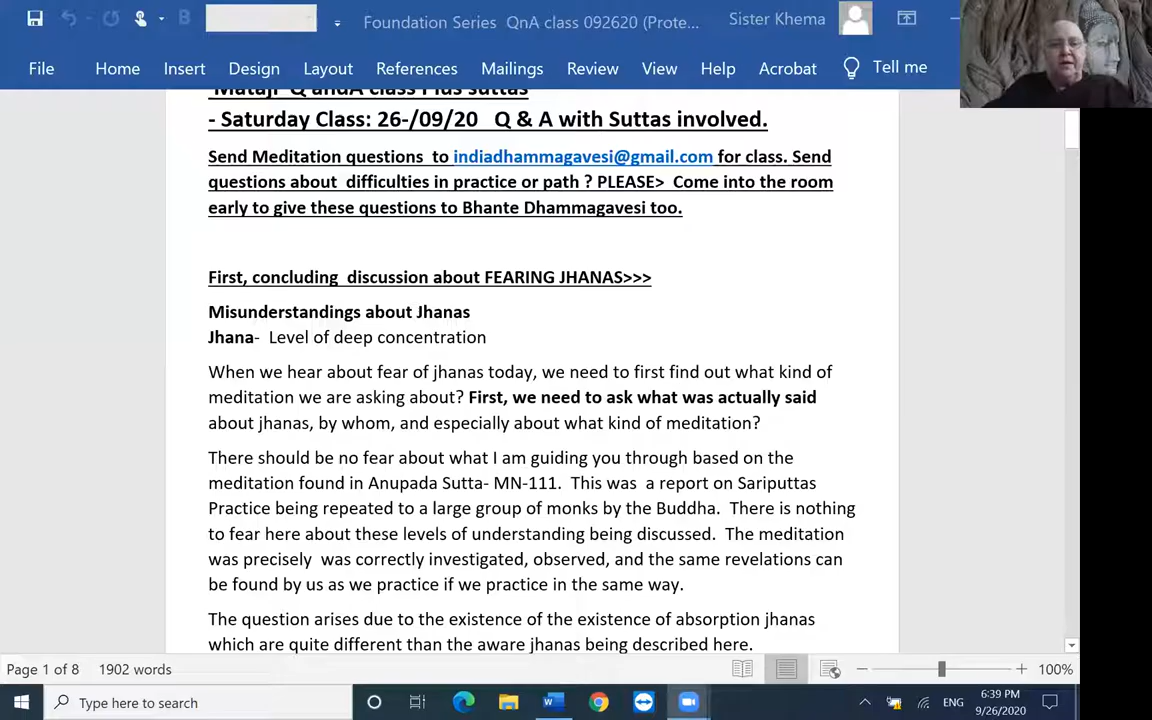 Foundation Series QnA class 092620 (Prote...
Sister Khema
File Home Insert Design Layout References Mailings Review View Help Acrobat Tell me
Mataji Q andA class Plus suttas
- Saturday Class: 26-/09/20 Q & A with Suttas involved.
Send Meditation questions to indiadhammagavesi@gmail.com for class. Send
questions about difficulties in practice or path ? PLEASE> Come into the room
early to give these questions to Bhante Dhammagavesi too.
First, concluding discussion about FEARING JHANAS>>>
Misunderstandings about Jhanas
Jhana- Level of deep concentration
When we hear about fear of jhanas today, we need to first find out what kind of
meditation we are asking about? First, we need to ask what was actually said
about jhanas, by whom, and especially about what kind of meditation?
There should be no fear about what I am guiding you through based on the
meditation found in Anupada Sutta- MN-111. This was a report on Sariputtas
Practice being repeated to a large group of monks by the Buddha. There is nothing
to fear here about these levels of understanding being discussed. The meditation
was precisely was correctly investigated, observed, and the same revelations can
be found by us as we practice if we practice in the same way.
The question arises due to the existence of the existence of absorption jhanas
which are quite different than the aware jhanas being described here.
Page 1 of 8 1902 words
100%
Type here to search
ENG
6:39 PM
9/26/2020